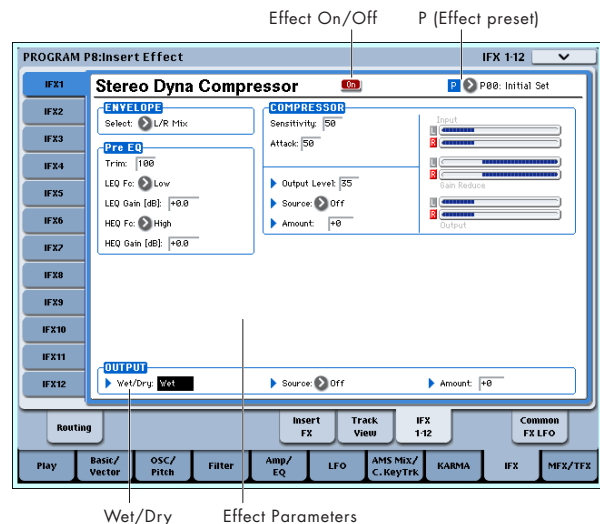 Effect On/Off P (Effect preset)
PROGRAM P8:Insert Effect IFX 1-12
IFX1
IFX2
IFX3
IFX4
IFX5
IFX6
IFX7
IFX8
IFX9
IFX10
IFX11
IFX12
Stereo Dyna Compressor On P P00: Initial Set
ENVELOPE
Select: L/R Mix
Pre EQ
Trim: 100
LEQ Fc: Low
LEQ Gain [dB]: +0.0
HEQ Fc: High
HEQ Gain [dB]: +0.0
COMPRESSOR
Sensitivity: 50
Attack: 50
Output Level: 35
Source: Off
Amount: +0
Input
L
R
L
R
Gain Reduce
L
R
Output
OUTPUT
Wet/Dry: Wet Source: Off Amount: +0
Routing Insert FX Track View IFX 1-12 Common FX LFO
Play Basic/Vector OSC/Pitch Filter Amp/EQ LFO AMS Mix/C.KeyTrk KARMA IFX MFX/TFX
Wet/Dry Effect Parameters